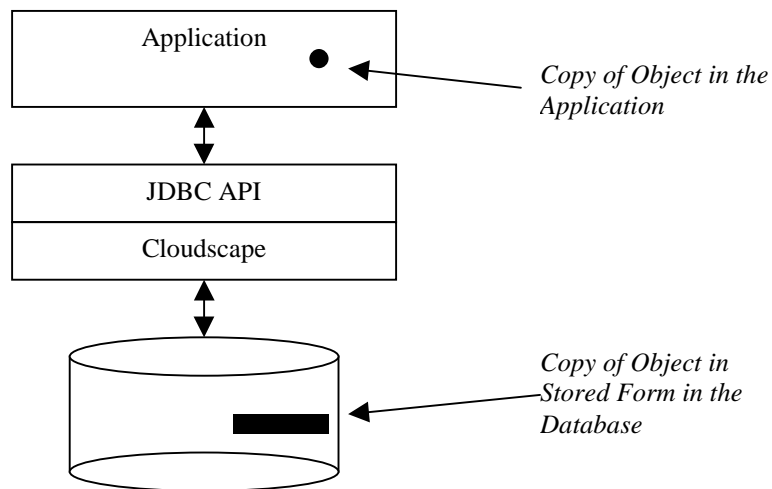 Application
Copy of Object in the
Application
JDBC API
Cloudscape
Copy of Object in
Stored Form in the
Database